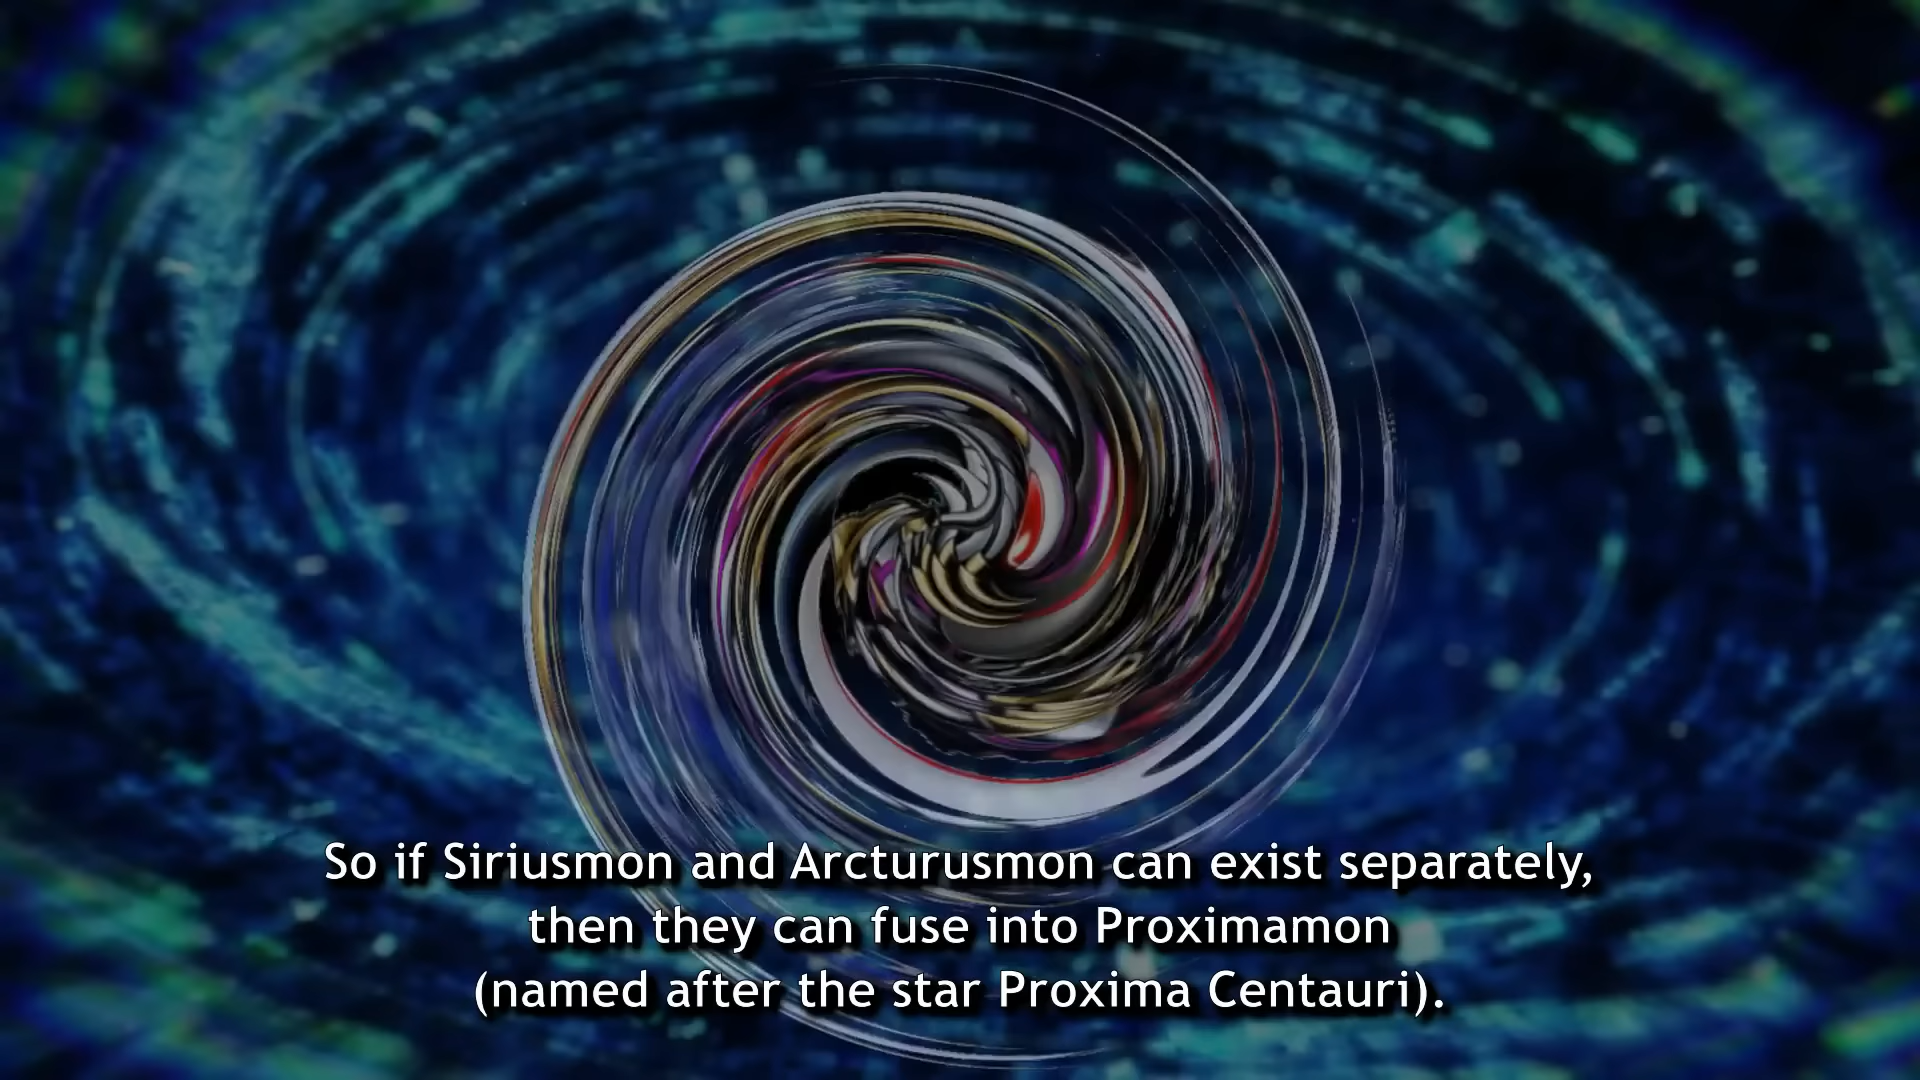 So if Siriusmon and Arcturusmon can exist separately,
then they can fuse into Proximamon
(named after the star Proxima Centauri).